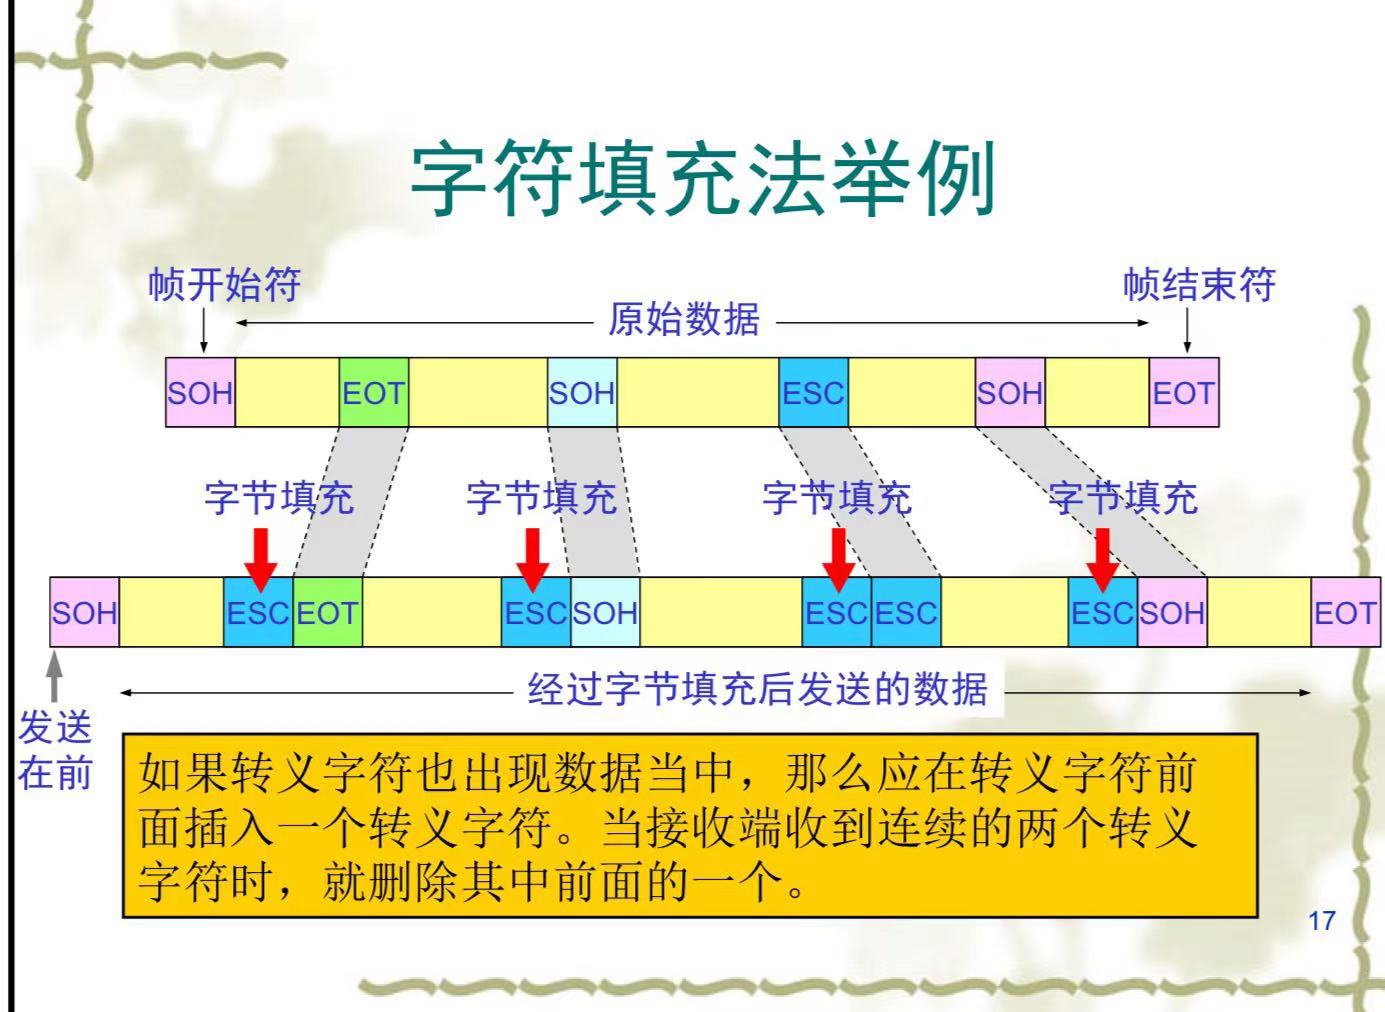 字符填充法举例
帧开始符
帧结束符
原始数据
SOH EOT SOH ESC SOH EOT
字节填充 字节填充 字节填充 字节填充
SOH ESC EOT ESC SOH ESC ESC ESC SOH EOT
经过字节填充后发送的数据
发送
在前
如果转义字符也出现数据当中，那么应在转义字符前
面插入一个转义字符。当接收端收到连续的两个转义
字符时，就删除其中前面的一个。
17